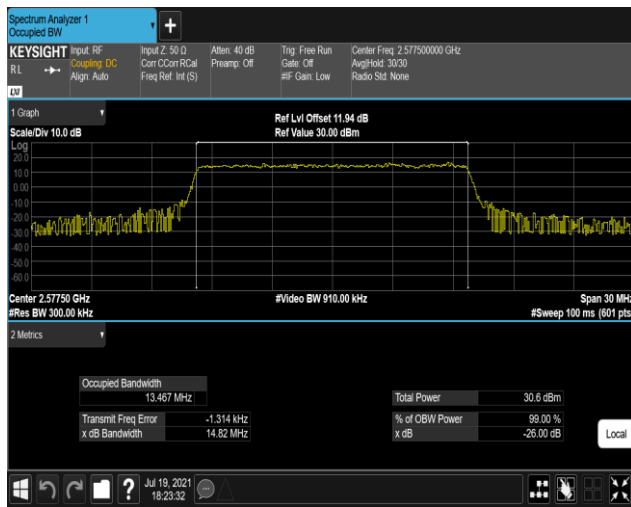 Spectrum Analyzer 1
Occupied BW
+
KEYSIGHT
R L
LXI
Input: RF
Coupling: DC
Align: Auto
Input Z: 50 Ω
Corr CCorr RCal
Freq Ref: Int (S)
Atten: 40 dB
Preamp: Off
Trig: Free Run
Gate: Off
#IF Gain: Low
Center Freq: 2.577500000 GHz
Avg|Hold: 30/30
Radio Std: None
1 Graph
Scale/Div 10.0 dB
Ref Lvl Offset 11.94 dB
Ref Value 30.00 dBm
Log
20.0
10.0
0.00
-10.0
-20.0
-30.0
-40.0
-50.0
-60.0
Center 2.57750 GHz
#Res BW 300.00 kHz
#Video BW 910.00 kHz
Span 30 MHz
#Sweep 100 ms (601 pts
2 Metrics
Occupied Bandwidth
13.467 MHz
Transmit Freq Error -1.314 kHz
x dB Bandwidth 14.82 MHz
Total Power 30.6 dBm
% of OBW Power 99.00 %
x dB -26.00 dB
Local
?
Jul 19, 2021
18:23:32